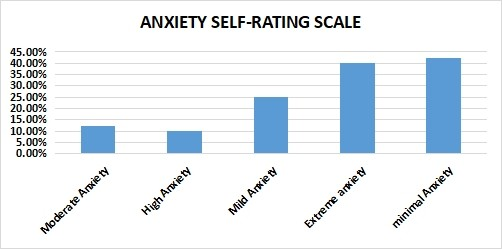 ANXIETY SELF-RATING SCALE
45.00%
40.00%
35.00%
30.00%
25.00%
20.00%
15.00%
10.00%
5.00%
0.00%
Moderate Anxiety
High Anxiety
Mild Anxiety
Extreme anxiety
minimal Anxiety